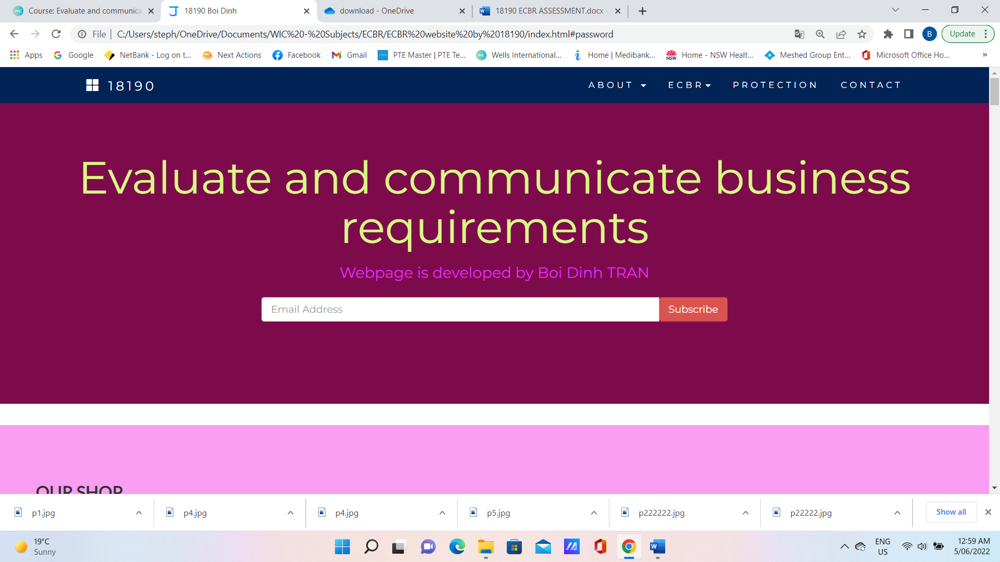 Course: Evaluate and communica
18190 Boi Dinh
download - OneDrive
18190 ECBR ASSESSMENT.docx -
File
C:/Users/steph/OneDrive/Documents/WIC%20-%20Subjects/ECBR/ECBR%20website%20by%2018190/index.html#password
B
Update
Apps
Google
NetBank - Log on t...
Next Actions
Facebook
Gmail
PTE Master | PTE Te...
Wells International...
Home | Medibank...
Home - NSW Healt...
Meshed Group Ent...
Microsoft Office Ho...
»
18190
ABOUT
ECBR
PROTECTION
CONTACT
Evaluate and communicate business
requirements
Webpage is developed by Boi Dinh TRAN
Email Address
Subscribe
OUR SHOP
p1.jpg
p4.jpg
p4.jpg
p5.jpg
p222222.jpg
p22222.jpg
Show all
19°C
Sunny
ENG
US
12:59 AM
5/06/2022